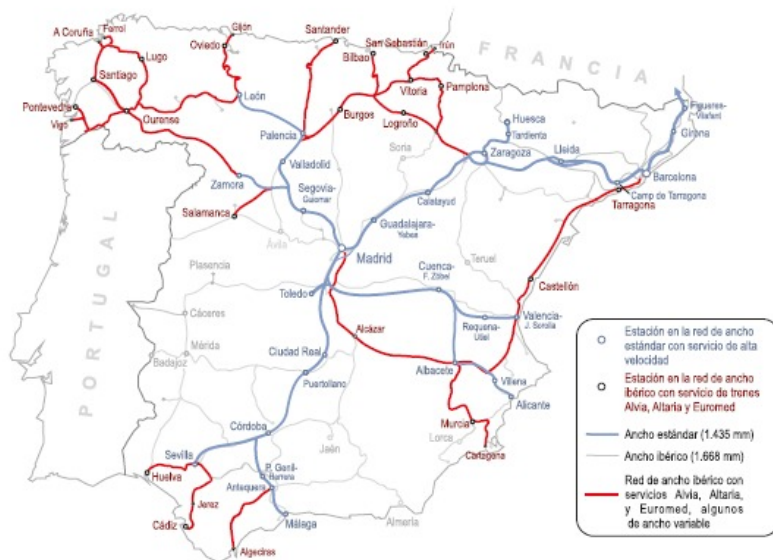 Gijón
Santander
A Coruña
Ferrol
San Sebastián
Irún
Oviedo
Bilbao
FRANCIA
Lugo
Santiago
Vitoria
Pamplona
León
Huesca
Figueres-
Vilafant
Pontevedra
Vigo
Ourense
Burgos
Logroño
Tardienta
Girona
Palencia
Soria
Zaragoza
Lleida
Valladolid
Barcelona
Zamora
Segovia-
Guiomar
Calatayud
Camp de Tarragona
Tarragona
Salamanca
Guadalajara-
Yebes
Ávila
Madrid
Teruel
PORTUGAL
Plasencia
Cuenca-
F. Zóbel
Castellón
Toledo
Cáceres
Requena-
Utiel
Valencia-
J. Sorolla
Alcázar
Mérida
Badajoz
Ciudad Real
Albacete
Puertollano
Villena
Alicante
Córdoba
Murcia
Lorca
Cartagena
Jaén
Sevilla
P. Genil-
Herrera
Huelva
Antequera
Jerez
Cádiz
Málaga
Almería
Algeciras
Estación en la red de ancho
estándar con servicio de alta
velocidad
Estación en la red de ancho
ibérico con servicio de trenes
Alvia, Altaria y Euromed
Ancho estándar (1.435 mm)
Ancho ibérico (1.668 mm)
Red de ancho ibérico con
servicios Alvia, Altaria,
y Euromed, algunos
de ancho variable